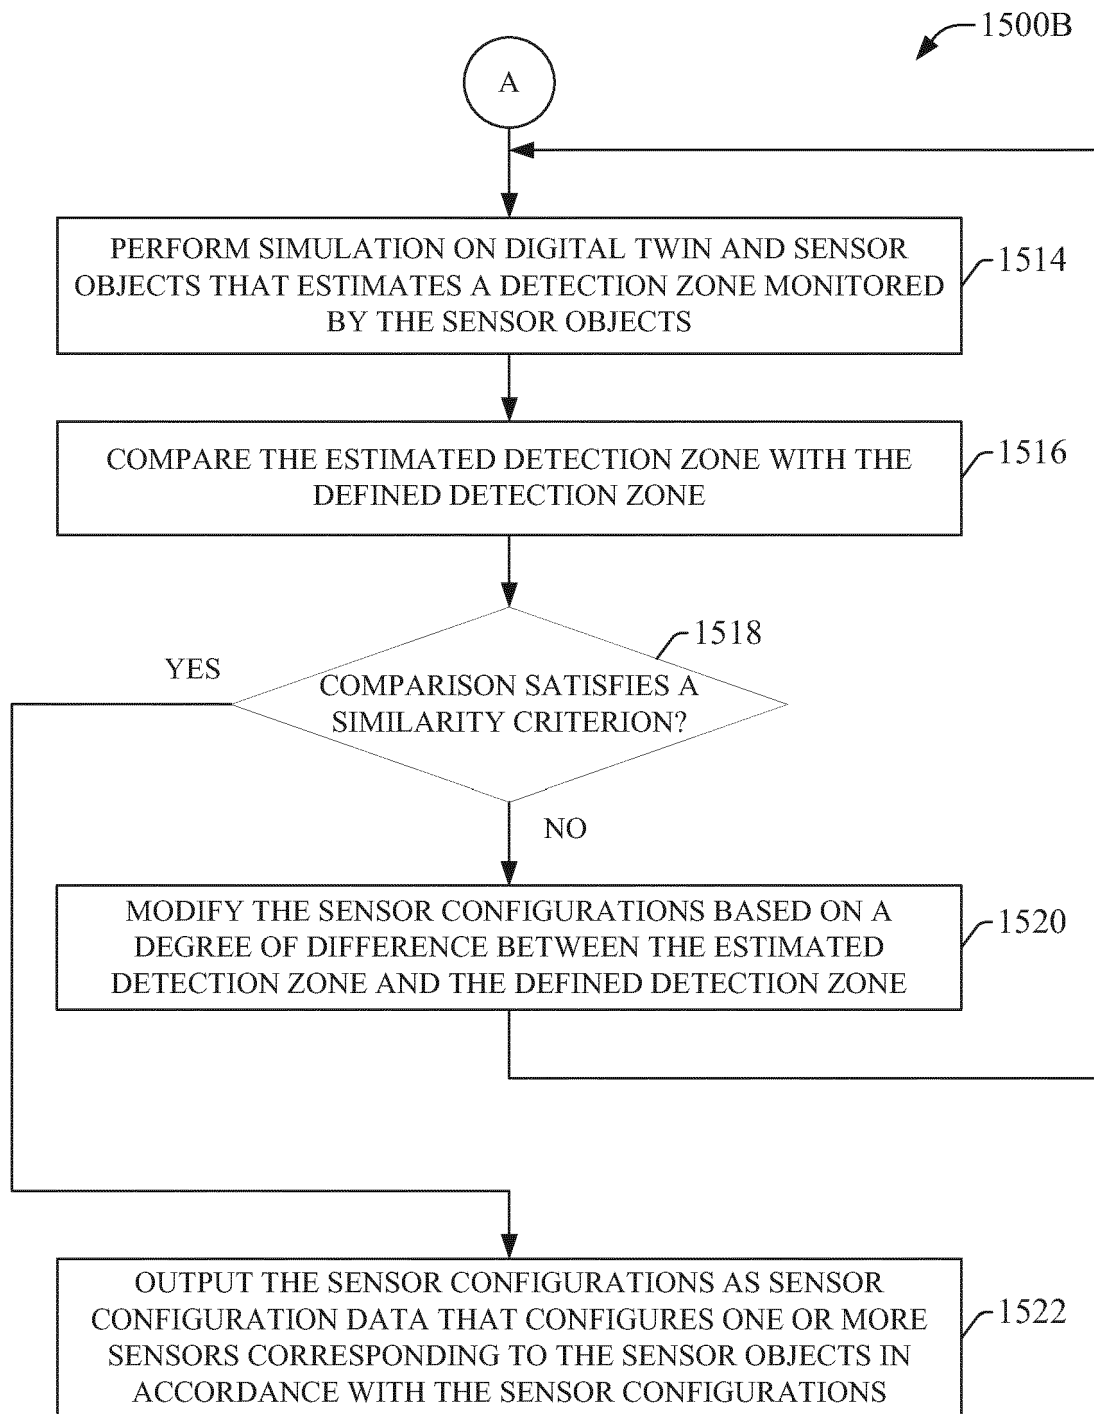 1500B
A
PERFORM SIMULATION ON DIGITAL TWIN AND SENSOR
OBJECTS THAT ESTIMATES A DETECTION ZONE MONITORED
BY THE SENSOR OBJECTS
1514
COMPARE THE ESTIMATED DETECTION ZONE WITH THE
DEFINED DETECTION ZONE
1516
1518
YES
COMPARISON SATISFIES A
SIMILARITY CRITERION?
NO
MODIFY THE SENSOR CONFIGURATIONS BASED ON A
DEGREE OF DIFFERENCE BETWEEN THE ESTIMATED
DETECTION ZONE AND THE DEFINED DETECTION ZONE
1520
OUTPUT THE SENSOR CONFIGURATIONS AS SENSOR
CONFIGURATION DATA THAT CONFIGURES ONE OR MORE
SENSORS CORRESPONDING TO THE SENSOR OBJECTS IN
ACCORDANCE WITH THE SENSOR CONFIGURATIONS
1522